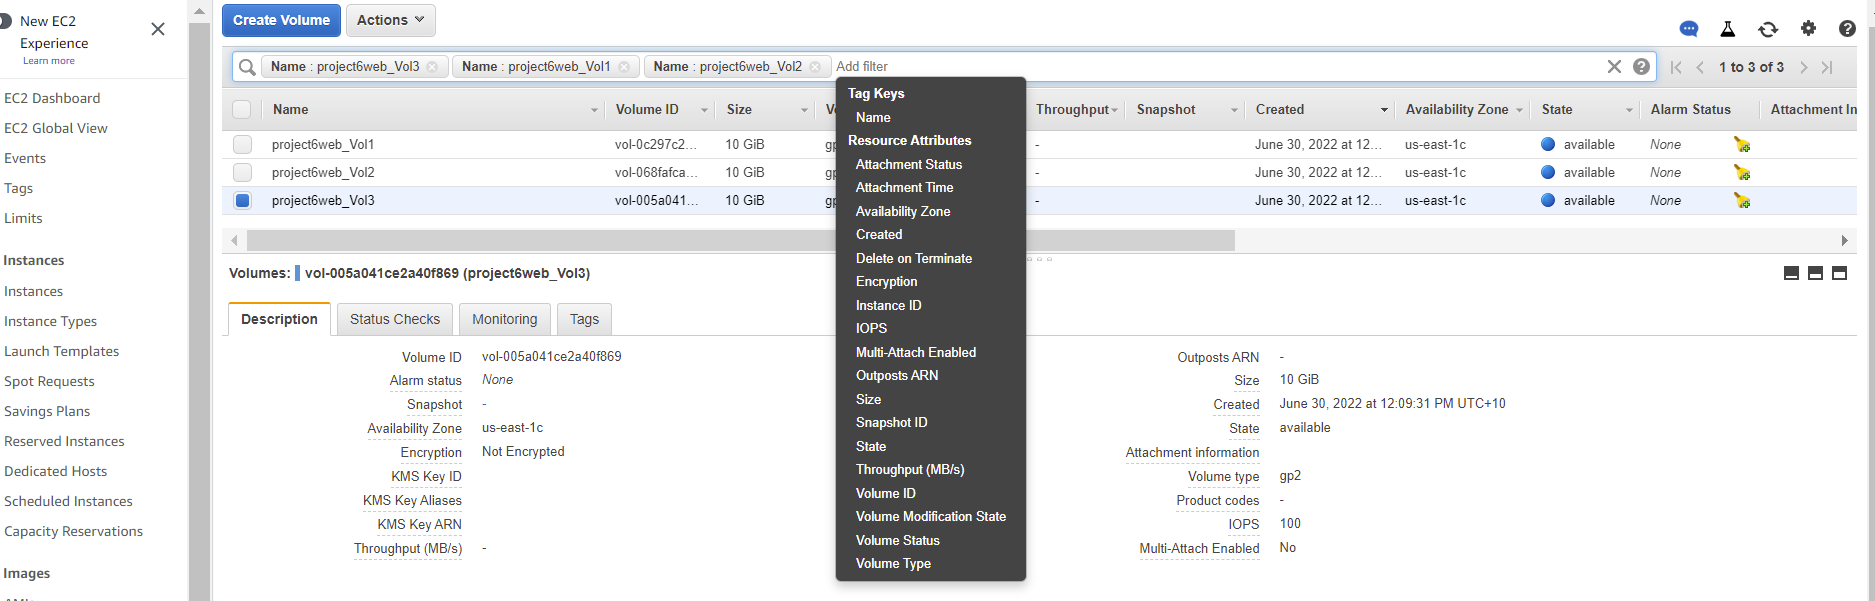 New EC2
Experience
Learn more
EC2 Dashboard
EC2 Global View
Events
Tags
Limits
Instances
Instances
Instance Types
Launch Templates
Spot Requests
Savings Plans
Reserved Instances
Dedicated Hosts
Scheduled Instances
Capacity Reservations
Images
Create Volume Actions
Name : project6web_Vol3 Name : project6web_Vol1 Name : project6web_Vol2 Add filter 1 to 3 of 3
Name Volume ID Size Throughput Snapshot Created Availability Zone State Alarm Status Attachment In
project6web_Vol1 vol-0c297c2... 10 GiB gp - June 30, 2022 at 12... us-east-1c available None
project6web_Vol2 vol-068fafca... 10 GiB gp - June 30, 2022 at 12... us-east-1c available None
project6web_Vol3 vol-005a041... 10 GiB gp - June 30, 2022 at 12... us-east-1c available None
Tag Keys
Name
Resource Attributes
Attachment Status
Attachment Time
Availability Zone
Created
Delete on Terminate
Encryption
Instance ID
IOPS
Multi-Attach Enabled
Outposts ARN
Size
Snapshot ID
State
Throughput (MB/s)
Volume ID
Volume Modification State
Volume Status
Volume Type
Volumes: vol-005a041ce2a40f869 (project6web_Vol3)
Description Status Checks Monitoring Tags
Volume ID vol-005a041ce2a40f869
Alarm status None
Snapshot -
Availability Zone us-east-1c
Encryption Not Encrypted
KMS Key ID
KMS Key Aliases
KMS Key ARN
Throughput (MB/s) -
Outposts ARN -
Size 10 GiB
Created June 30, 2022 at 12:09:31 PM UTC+10
State available
Attachment information
Volume type gp2
Product codes -
IOPS 100
Multi-Attach Enabled No